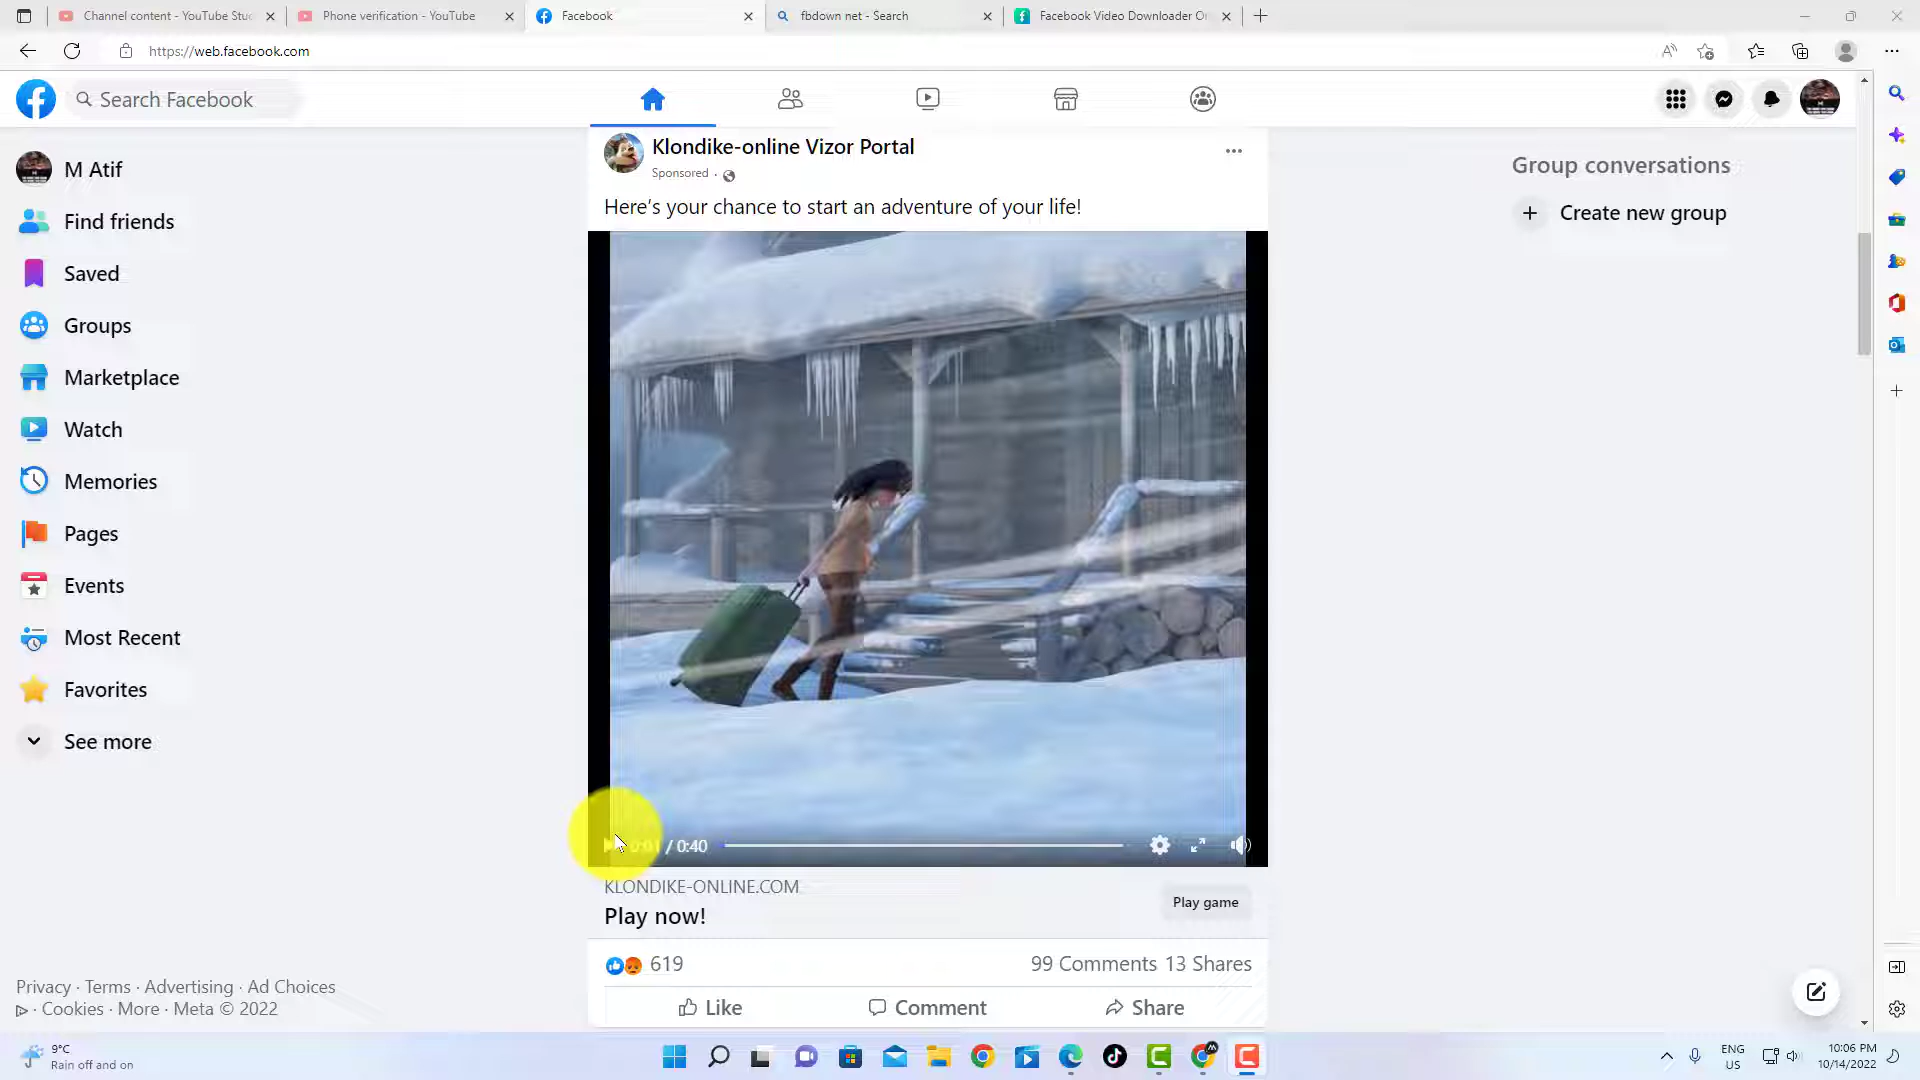 Channel content - YouTube Stu
Phone verification - YouTube
Facebook
fbdown net - Search
Facebook Video Downloader O
https://web.facebook.com
Search Facebook
M Atif
Find friends
Saved
Groups
Marketplace
Watch
Memories
Pages
Events
Most Recent
Favorites
See more
Privacy · Terms · Advertising · Ad Choices
· Cookies · More · Meta © 2022
Klondike-online Vizor Portal
Sponsored ·
Here's your chance to start an adventure of your life!
0:01 / 0:40
KLONDIKE-ONLINE.COM
Play now!
Play game
619
99 Comments 13 Shares
Like
Comment
Share
Group conversations
Create new group
9°C
Rain off and on
ENG
US
10:06 PM
10/14/2022